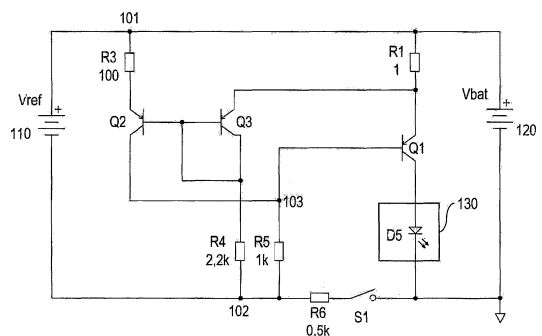 101
R3
100
R1
1
Vref
+
110
Q2
Q3
Vbat
+
120
Q1
103
130
D5
R4
2,2k
R5
1k
102
R6
0.5k
S1